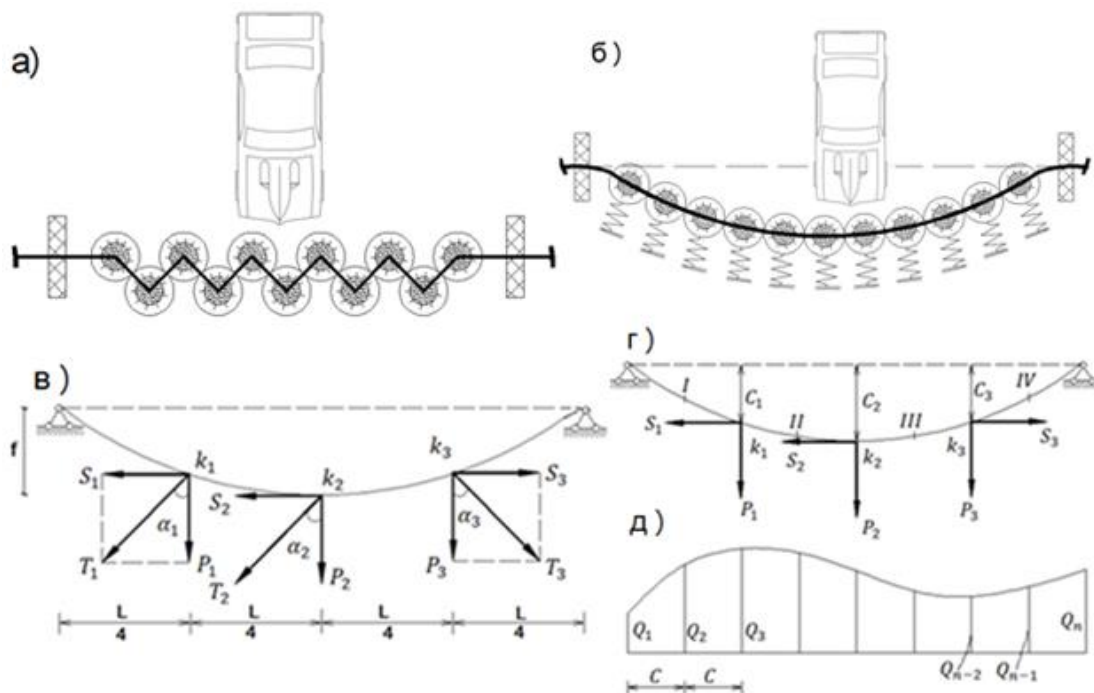 а)
б)
в)
f
S₁
k₁
α₁
T₁
P₁
S₂
k₂
α₂
T₂
P₂
k₃
S₃
α₃
P₃
T₃
L
4
L
4
L
4
L
4
г)
I
C₁
S₁
k₁
P₁
II
S₂
C₂
k₂
P₂
III
C₃
k₃
P₃
IV
S₃
д)
Q₁
Q₂
Q₃
Qₙ₋₂
Qₙ₋₁
Qₙ
C
C